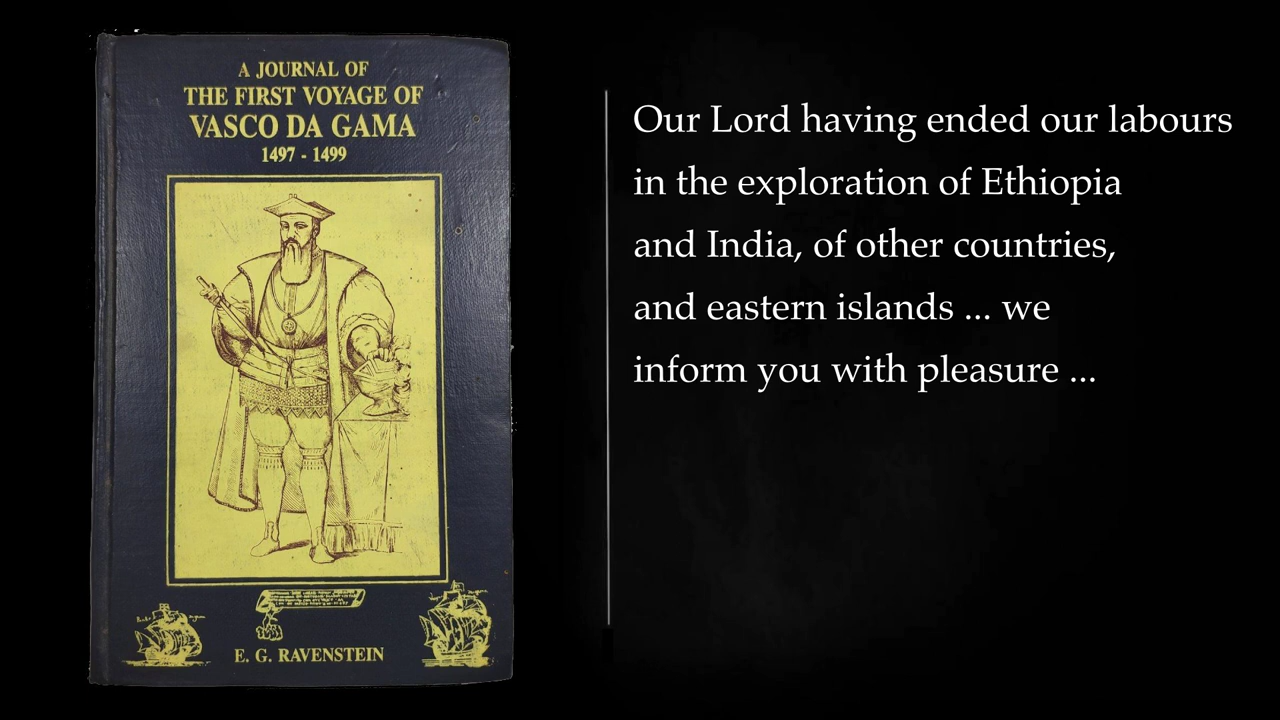 A JOURNAL OF
THE FIRST VOYAGE OF
VASCO DA GAMA
1497 - 1499
E. G. RAVENSTEIN
Our Lord having ended our labours
in the exploration of Ethiopia
and India, of other countries,
and eastern islands ... we
inform you with pleasure ...